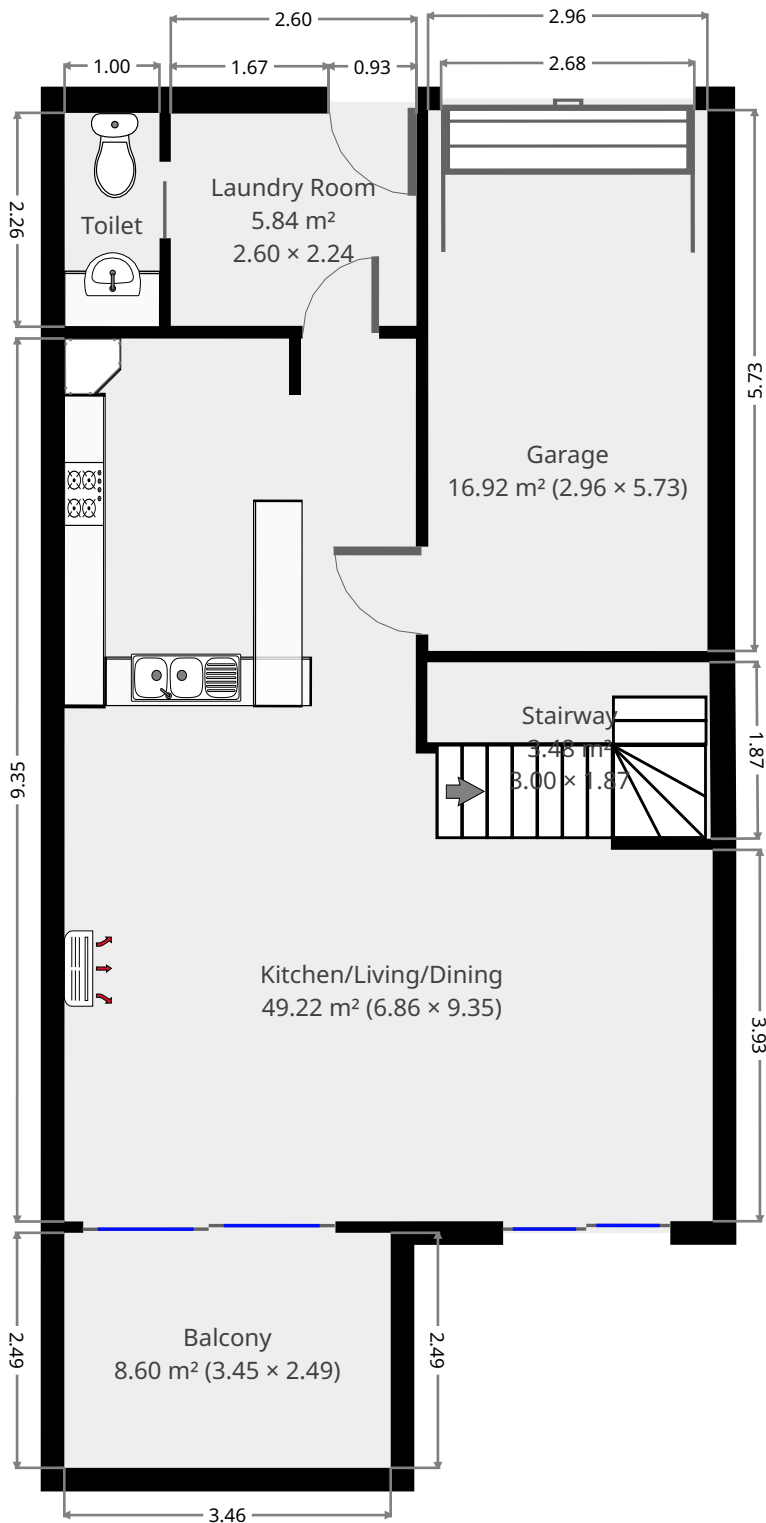 2.60
2.96
1.00
1.67
0.93
2.68
2.26
Laundry Room
5.84 m²
2.60 × 2.24
Toilet
5.73
Garage
16.92 m² (2.96 × 5.73)
Stairway
3.48 m²
3.00 × 1.87
1.87
9.35
Kitchen/Living/Dining
49.22 m² (6.86 × 9.35)
3.93
Balcony
8.60 m² (3.45 × 2.49)
2.49
2.49
3.46